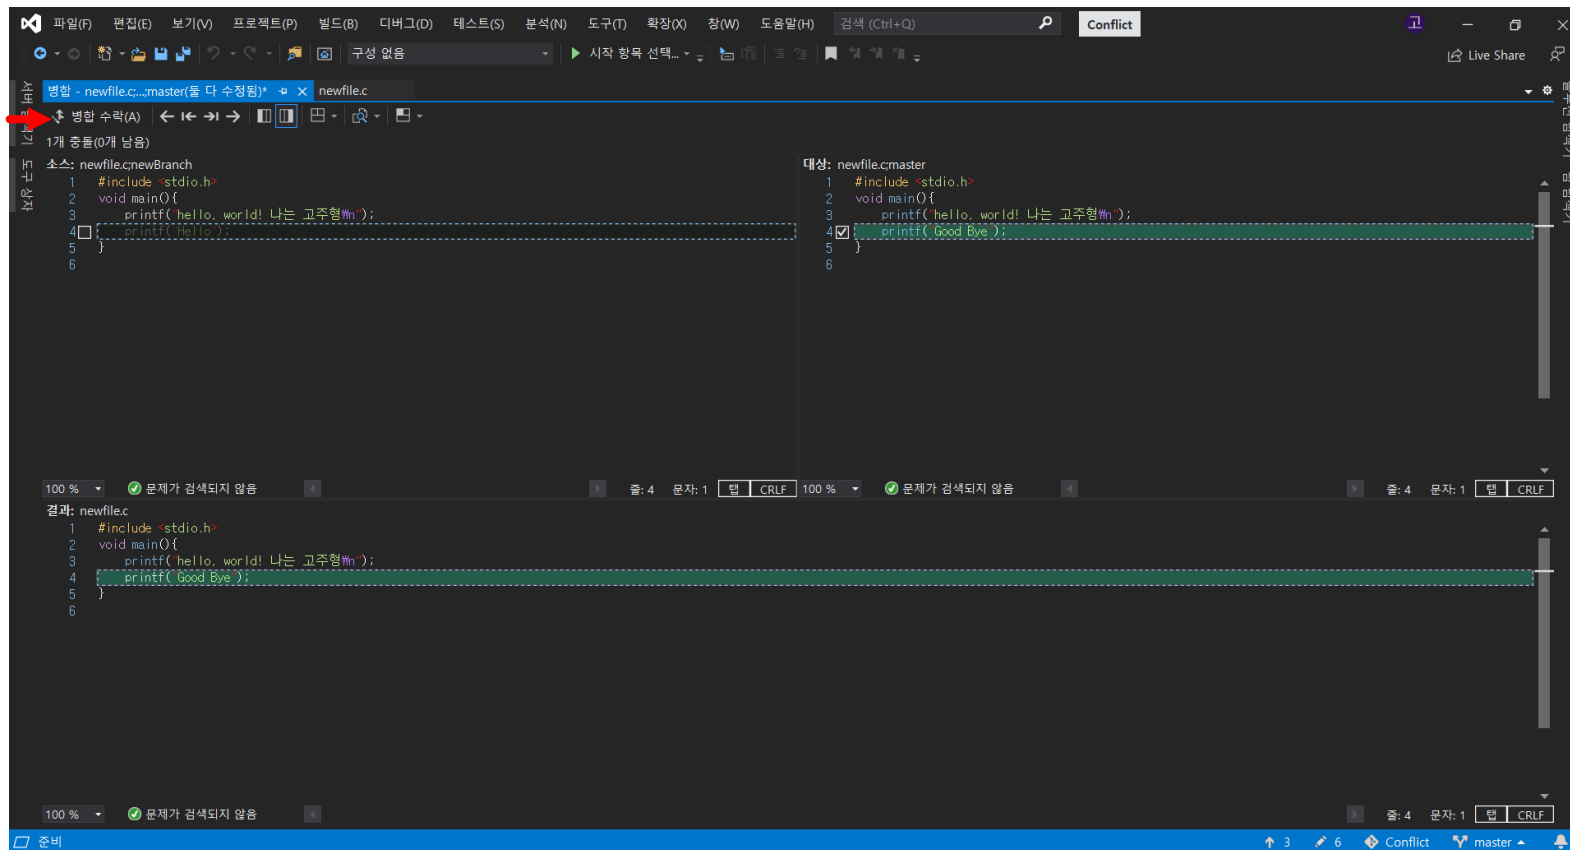 파일(F) 편집(E) 보기(V) 프로젝트(P) 빌드(B) 디버그(D) 테스트(S) 분석(N) 도구(T) 확장(X) 창(W) 도움말(H) 검색 (Ctrl+Q) Conflict 고
구성 없음 시작 항목 선택... Live Share
병합 - newfile.c;...;master(둘 다 수정됨)* newfile.c
병합 수락(A)
1개 충돌(0개 남음)
도구 상자
소스: newfile.c;newBranch
1 #include <stdio.h>
2 void main(){
3 printf("hello, world! 나는 고주형₩n");
4 printf("Hello");
5 }
6
100 % 문제가 검색되지 않음 줄: 4 문자: 1 탭 CRLF
대상: newfile.c;master
1 #include <stdio.h>
2 void main(){
3 printf("hello, world! 나는 고주형₩n");
4 printf("Good Bye");
5 }
6
100 % 문제가 검색되지 않음 줄: 4 문자: 1 탭 CRLF
결과: newfile.c
1 #include <stdio.h>
2 void main(){
3 printf("hello, world! 나는 고주형₩n");
4 printf("Good Bye");
5 }
6
100 % 문제가 검색되지 않음 줄: 4 문자: 1 탭 CRLF
준비 3 6 Conflict master